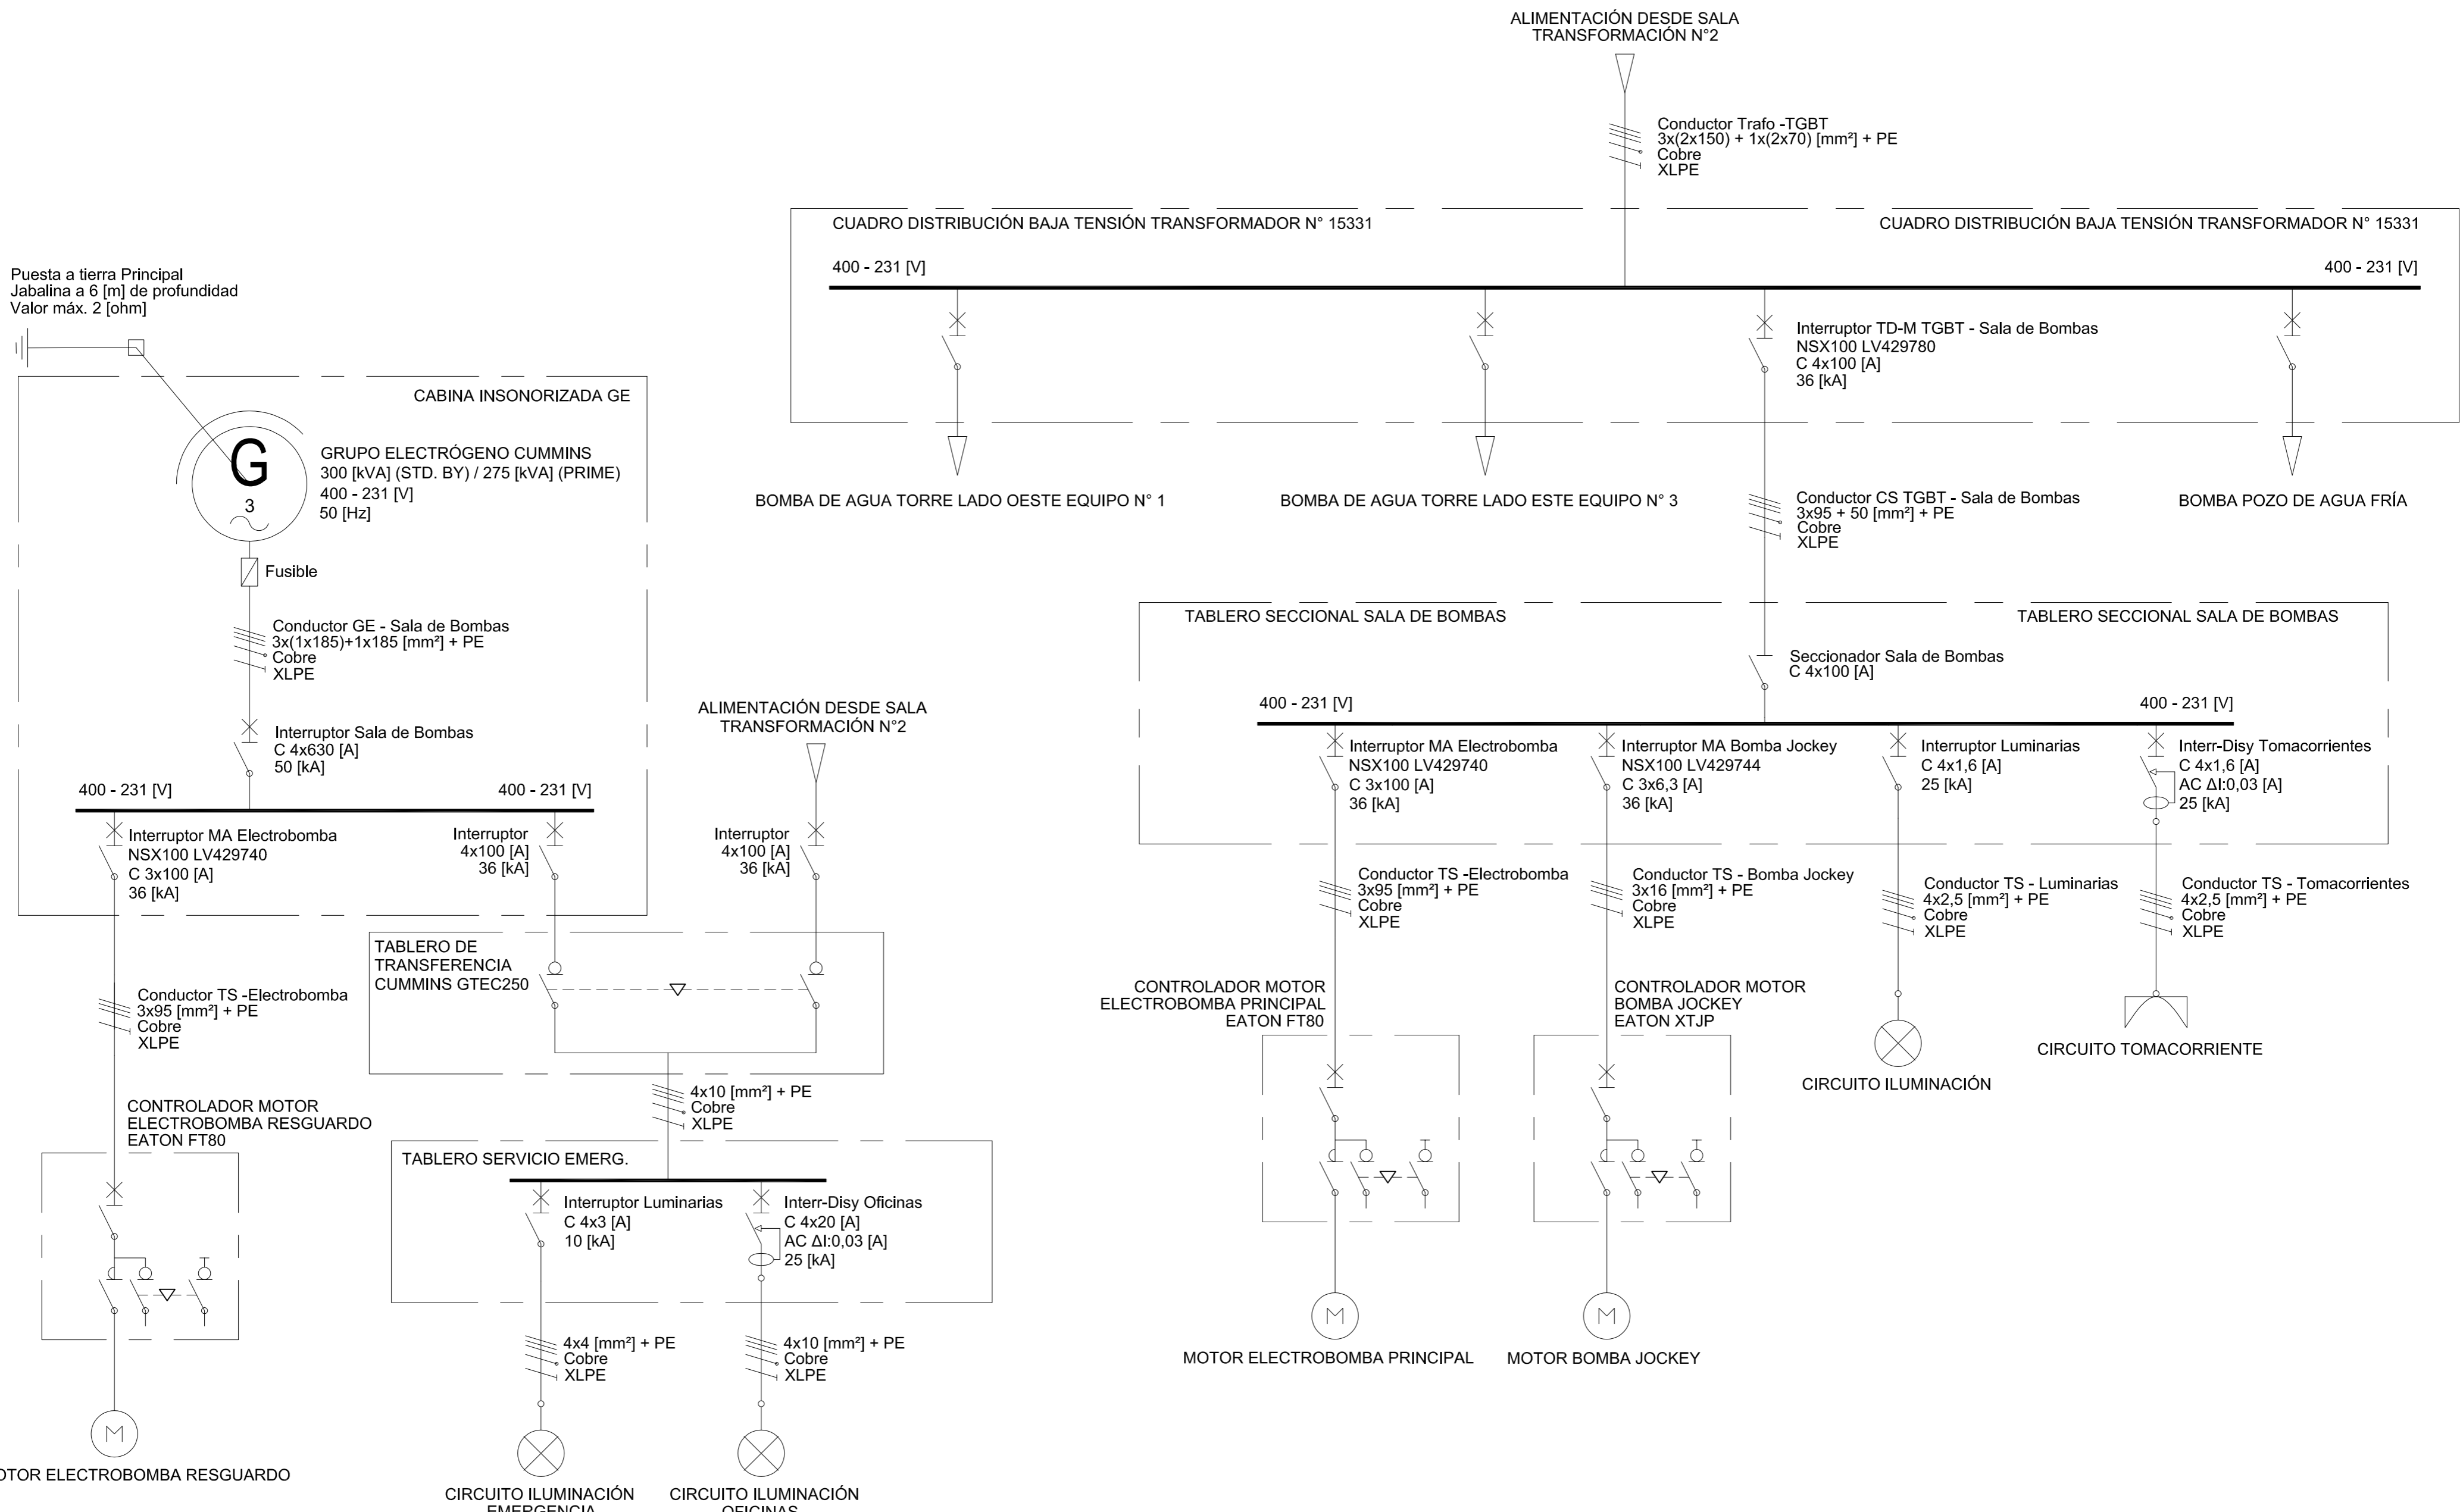 ALIMENTACIÓN DESDE SALA
TRANSFORMACIÓN N°2
Conductor Trafo -TGBT
3x(2x150) + 1x(2x70) [mm²] + PE
Cobre
XLPE
CUADRO DISTRIBUCIÓN BAJA TENSIÓN TRANSFORMADOR N° 15331
CUADRO DISTRIBUCIÓN BAJA TENSIÓN TRANSFORMADOR N° 15331
400 - 231 [V]
400 - 231 [V]
Interruptor TD-M TGBT - Sala de Bombas
NSX100 LV429780
C 4x100 [A]
36 [kA]
BOMBA DE AGUA TORRE LADO OESTE EQUIPO N° 1
BOMBA DE AGUA TORRE LADO ESTE EQUIPO N° 3
Conductor CS TGBT - Sala de Bombas
3x95 + 50 [mm²] + PE
Cobre
XLPE
BOMBA POZO DE AGUA FRÍA
Puesta a tierra Principal
Jabalina a 6 [m] de profundidad
Valor máx. 2 [ohm]
CABINA INSONORIZADA GE
G
3
GRUPO ELECTRÓGENO CUMMINS
300 [kVA] (STD. BY) / 275 [kVA] (PRIME)
400 - 231 [V]
50 [Hz]
Fusible
Conductor GE - Sala de Bombas
3x(1x185)+1x185 [mm²] + PE
Cobre
XLPE
Interruptor Sala de Bombas
C 4x630 [A]
50 [kA]
400 - 231 [V]
400 - 231 [V]
Interruptor MA Electrobomba
NSX100 LV429740
C 3x100 [A]
36 [kA]
Interruptor
4x100 [A]
36 [kA]
ALIMENTACIÓN DESDE SALA
TRANSFORMACIÓN N°2
Interruptor
4x100 [A]
36 [kA]
TABLERO DE
TRANSFERENCIA
CUMMINS GTEC250
Conductor TS -Electrobomba
3x95 [mm²] + PE
Cobre
XLPE
4x10 [mm²] + PE
Cobre
XLPE
CONTROLADOR MOTOR
ELECTROBOMBA RESGUARDO
EATON FT80
TABLERO SERVICIO EMERG.
Interruptor Luminarias
C 4x3 [A]
10 [kA]
Interr-Disy Oficinas
C 4x20 [A]
AC ΔI:0,03 [A]
25 [kA]
4x4 [mm²] + PE
Cobre
XLPE
4x10 [mm²] + PE
Cobre
XLPE
M
OTOR ELECTROBOMBA RESGUARDO
CIRCUITO ILUMINACIÓN
EMERGENCIA
CIRCUITO ILUMINACIÓN
OFICINAS
TABLERO SECCIONAL SALA DE BOMBAS
TABLERO SECCIONAL SALA DE BOMBAS
Seccionador Sala de Bombas
C 4x100 [A]
400 - 231 [V]
400 - 231 [V]
Interruptor MA Electrobomba
NSX100 LV429740
C 3x100 [A]
36 [kA]
Interruptor MA Bomba Jockey
NSX100 LV429744
C 3x6,3 [A]
36 [kA]
Interruptor Luminarias
C 4x1,6 [A]
25 [kA]
Interr-Disy Tomacorrientes
C 4x1,6 [A]
AC ΔI:0,03 [A]
25 [kA]
Conductor TS -Electrobomba
3x95 [mm²] + PE
Cobre
XLPE
Conductor TS - Bomba Jockey
3x16 [mm²] + PE
Cobre
XLPE
Conductor TS - Luminarias
4x2,5 [mm²] + PE
Cobre
XLPE
Conductor TS - Tomacorrientes
4x2,5 [mm²] + PE
Cobre
XLPE
CONTROLADOR MOTOR
ELECTROBOMBA PRINCIPAL
EATON FT80
CONTROLADOR MOTOR
BOMBA JOCKEY
EATON XTJP
CIRCUITO ILUMINACIÓN
CIRCUITO TOMACORRIENTE
M
MOTOR ELECTROBOMBA PRINCIPAL
M
MOTOR BOMBA JOCKEY